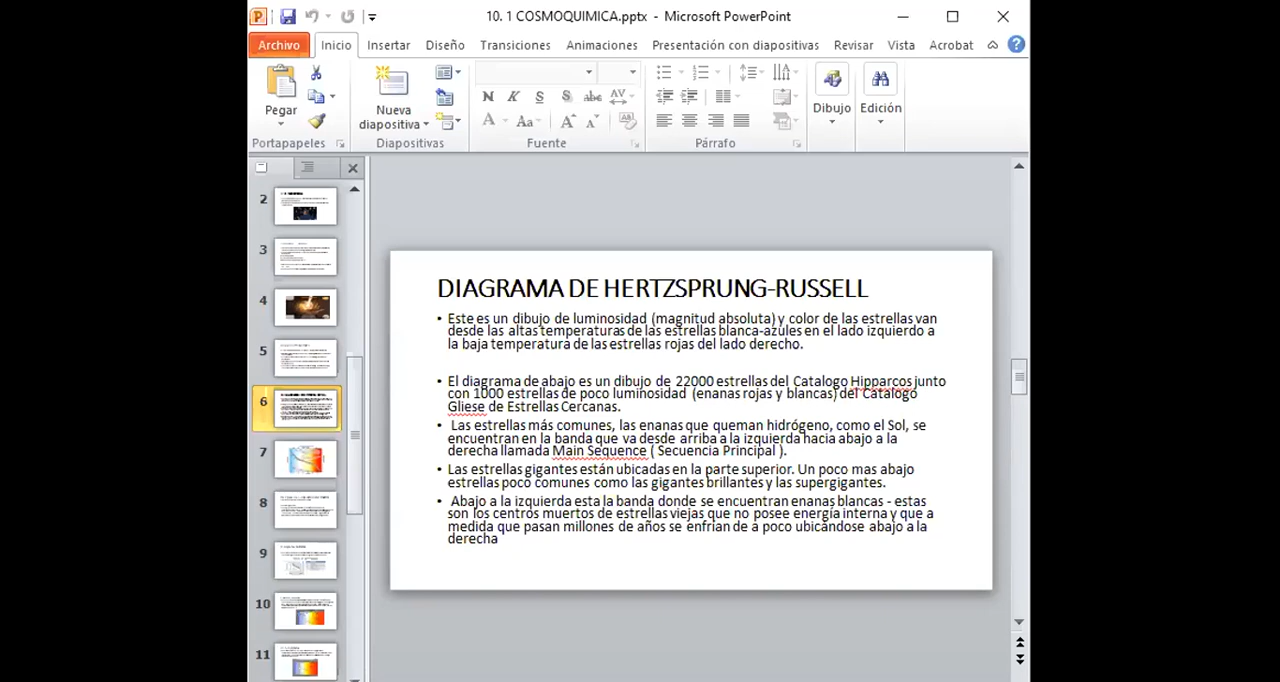 10. 1 COSMOQUIMICA.pptx - Microsoft PowerPoint
Archivo Inicio Insertar Diseño Transiciones Animaciones Presentación con diapositivas Revisar Vista Acrobat
Pegar
Nueva
diapositiva
Dibujo
Edición
Portapapeles Diapositivas Fuente Párrafo
2
3
4
5
6
7
8
9
10
11
DIAGRAMA DE HERTZSPRUNG-RUSSELL
• Este es un dibujo de luminosidad (magnitud absoluta) y color de las estrellas van
desde las altas temperaturas de las estrellas blanca-azules en el lado izquierdo a
la baja temperatura de las estrellas rojas del lado derecho.
• El diagrama de abajo es un dibujo de 22000 estrellas del Catalogo Hipparcos junto
con 1000 estrellas de poco luminosidad (enanas rojas y blancas) del Catalogo
Gliese de Estrellas Cercanas.
• Las estrellas más comunes, las enanas que queman hidrógeno, como el Sol, se
encuentran en la banda que va desde arriba a la izquierda hacia abajo a la
derecha llamada Main Sequence ( Secuencia Principal ).
• Las estrellas gigantes están ubicadas en la parte superior. Un poco mas abajo
estrellas poco comunes como las gigantes brillantes y las supergigantes.
• Abajo a la izquierda esta la banda donde se encuentran enanas blancas - estas
son los centros muertos de estrellas viejas que no posee energía interna y que a
medida que pasan millones de años se enfrían de a poco ubicándose abajo a la
derecha